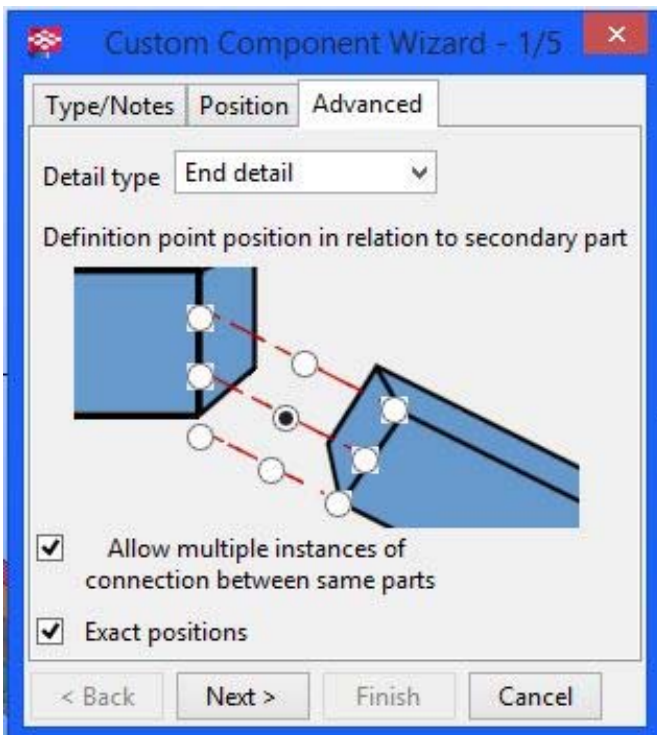 Custom Component Wizard - 1/5
Type/Notes Position Advanced
Detail type End detail
Definition point position in relation to secondary part
Allow multiple instances of
connection between same parts
Exact positions
< Back Next > Finish Cancel